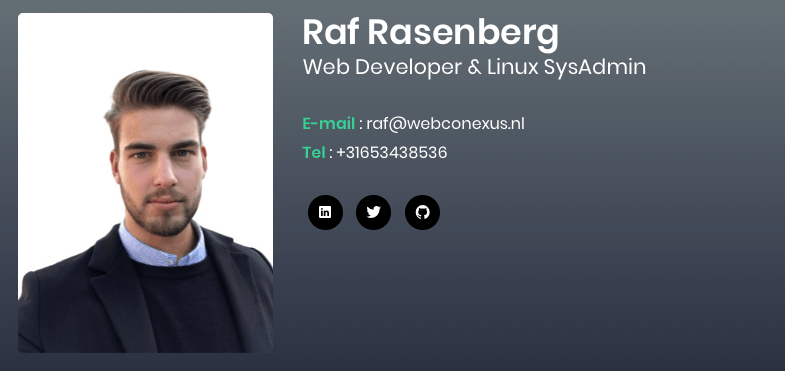 Raf Rasenberg
Web Developer & Linux SysAdmin
E-mail : raf@webconexus.nl
Tel : +31653438536